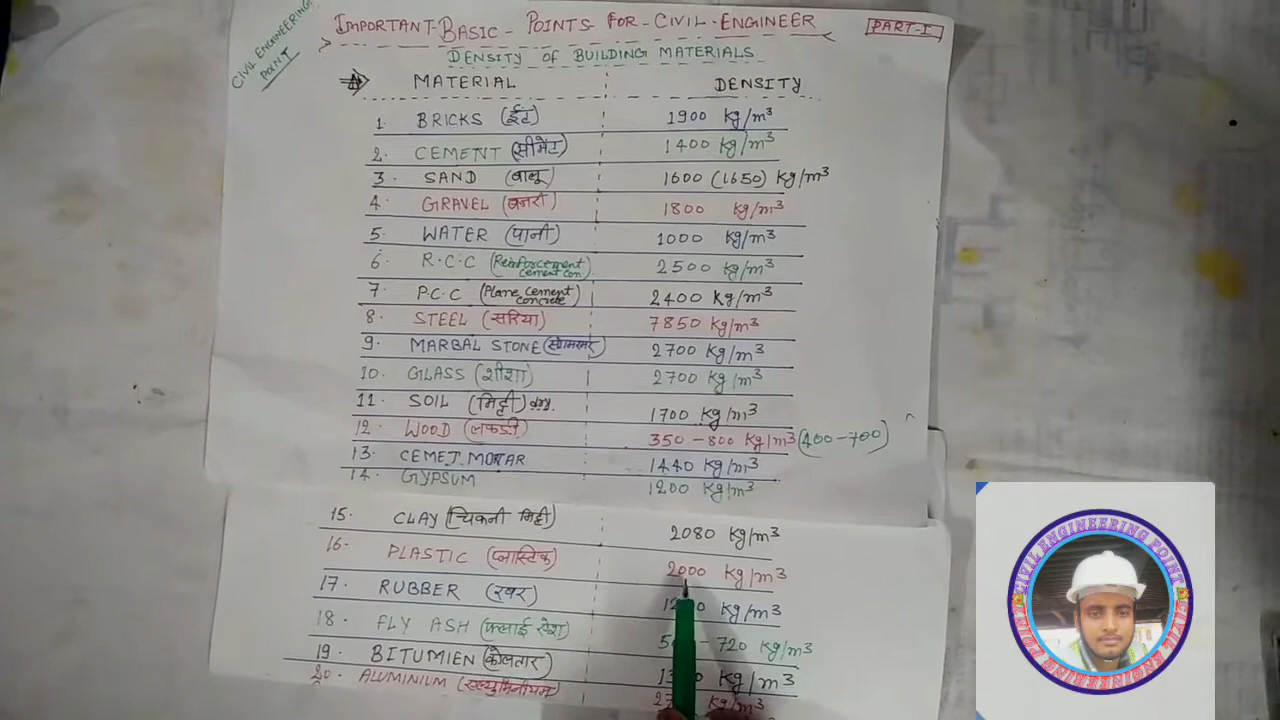 CIVIL ENGINEERING
POINT
IMPORTANT-BASIC- POINTS FOR-CIVIL-ENGINEER
PART-I
DENSITY OF BUILDING MATERIALS
MATERIAL DENSITY
1. BRICKS (ईंट) 1900 Kg/m³
2. CEMENT (सीमेंट) 1400 Kg/m³
3. SAND (बालू) 1600 (1650) Kg/m³
4. GRAVEL (बजरी) 1800 Kg/m³
5. WATER (पानी) 1000 Kg/m³
6. R.C.C (Reinforcement cement con) 2500 Kg/m³
7. P.C.C (Plane cement concrete) 2400 Kg/m³
8. STEEL (सरिया) 7850 Kg/m³
9. MARBAL STONE 2700 Kg/m³
10. GLASS (शीशा) 2700 Kg/m³
11. SOIL (मिट्टी) 1700 Kg/m³
12. WOOD (लकड़ी) 350 - 800 Kg/m³ (400-700)
13. CEMET. MOTAR 1440 Kg/m³
14. GYPSUM 1200 Kg/m³
15. CLAY (चिकनी मिट्टी) 2080 Kg/m³
16. PLASTIC (प्लास्टिक) 2000 Kg/m³
17. RUBBER (रबर) Kg/m³
18. FLY ASH (फ्लाई ऐश) 720 Kg/m³
19. BITUMIEN (कोलतार) Kg/m³
20. ALUMINIUM Kg/m³
CIVIL ENGINEERING POINT
CIVIL ENGINEERING POINT